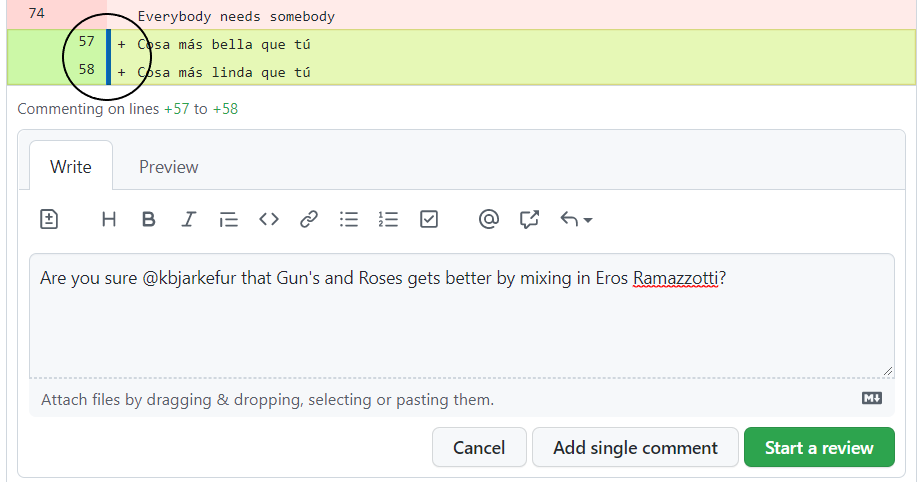 74 Everybody needs somebody
57 + Cosa más bella que tú
58 + Cosa más linda que tú
Commenting on lines +57 to +58
Write Preview
H B I
Are you sure @kbjarkefur that Gun's and Roses gets better by mixing in Eros Ramazzotti?
Attach files by dragging & dropping, selecting or pasting them.
Cancel Add single comment Start a review